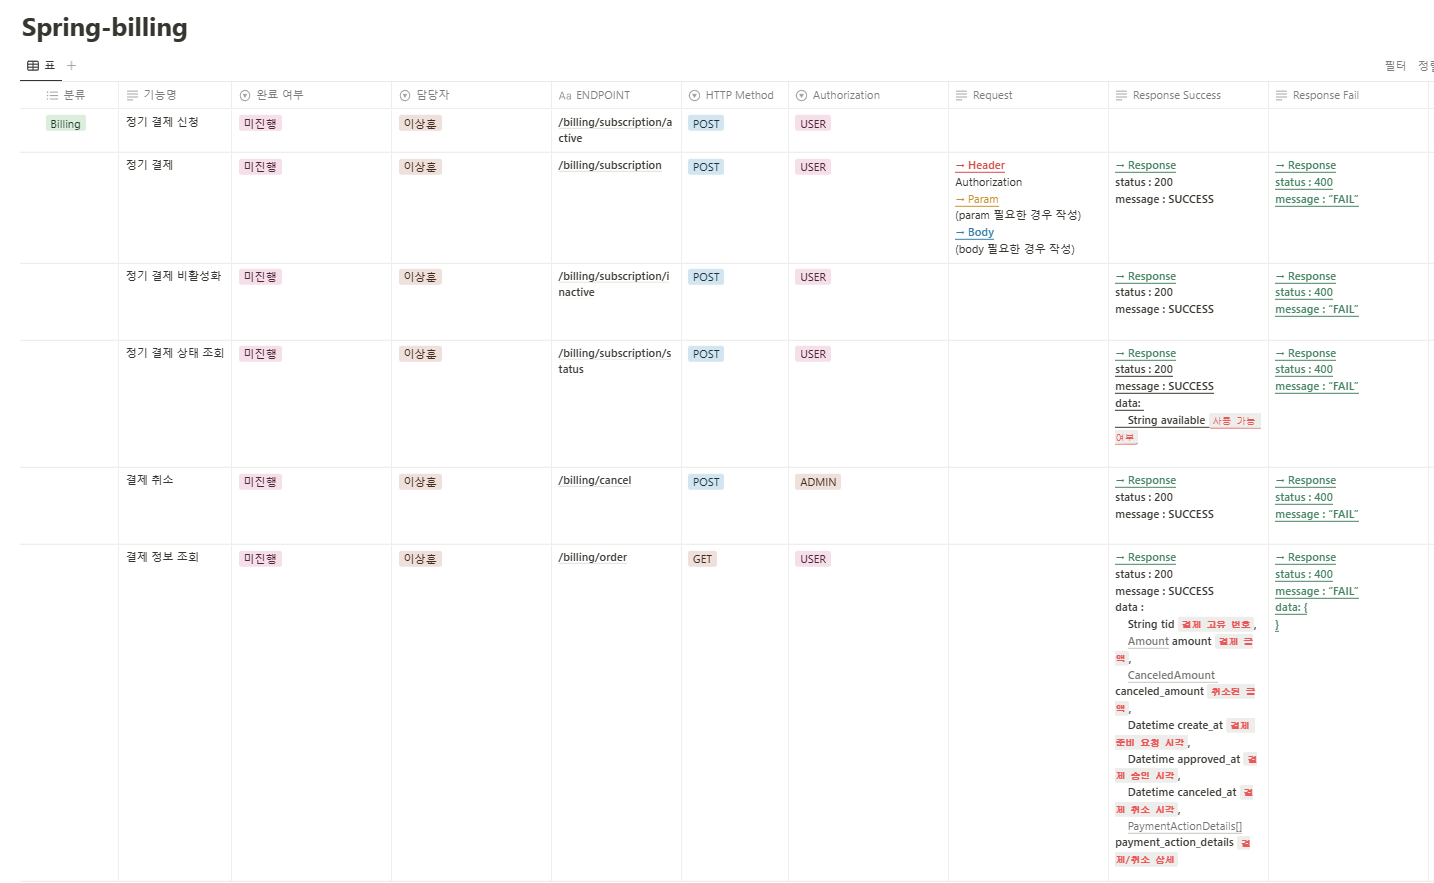 Spring-billing
표
필터 정렬
분류 기능명 완료 여부 담당자 Aa ENDPOINT HTTP Method Authorization Request Response Success Response Fail
Billing
정기 결제 신청
미진행
이상훈
/billing/subscription/a
ctive
POST
USER
정기 결제
미진행
이상훈
/billing/subscription
POST
USER
→ Header
Authorization
→ Param
(param 필요한 경우 작성)
→ Body
(body 필요한 경우 작성)
→ Response
status : 200
message : SUCCESS
→ Response
status : 400
message : “FAIL”
정기 결제 비활성화
미진행
이상훈
/billing/subscription/i
nactive
POST
USER
→ Response
status : 200
message : SUCCESS
→ Response
status : 400
message : “FAIL”
정기 결제 상태 조회
미진행
이상훈
/billing/subscription/s
tatus
POST
USER
→ Response
status : 200
message : SUCCESS
data:
String available 사용 가능
여부
→ Response
status : 400
message : “FAIL”
결제 취소
미진행
이상훈
/billing/cancel
POST
ADMIN
→ Response
status : 200
message : SUCCESS
→ Response
status : 400
message : “FAIL”
결제 정보 조회
미진행
이상훈
/billing/order
GET
USER
→ Response
status : 200
message : SUCCESS
data :
String tid 결제 고유 번호,
Amount amount 결제 금
액,
CanceledAmount
canceled_amount 취소된 금
액,
Datetime create_at 결제
준비 요청 시각,
Datetime approved_at 결
제 승인 시각,
Datetime canceled_at 결
제 취소 시각,
PaymentActionDetails[]
payment_action_details 결
제/취소 상세
→ Response
status : 400
message : “FAIL”
data: {
}